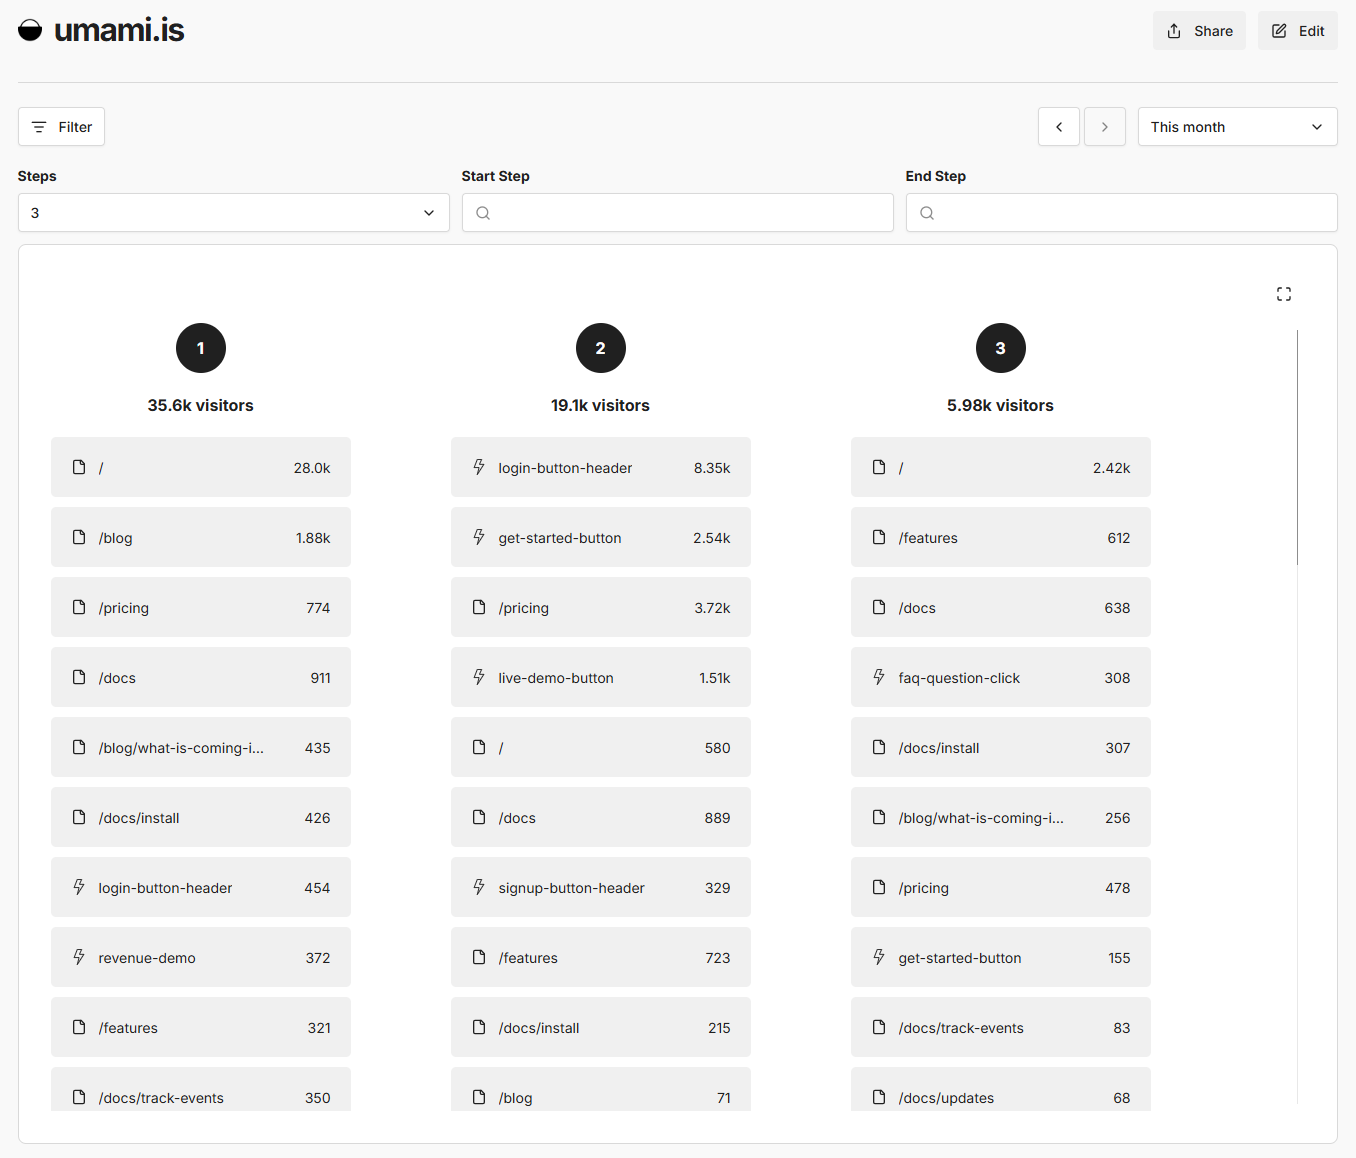 umami.is
Share
Edit
Filter
This month
Steps
Start Step
End Step
3
1
2
3
35.6k visitors
19.1k visitors
5.98k visitors
/ 28.0k
login-button-header 8.35k
/ 2.42k
/blog 1.88k
get-started-button 2.54k
/features 612
/pricing 774
/pricing 3.72k
/docs 638
/docs 911
live-demo-button 1.51k
faq-question-click 308
/blog/what-is-coming-i... 435
/ 580
/docs/install 307
/docs/install 426
/docs 889
/blog/what-is-coming-i... 256
login-button-header 454
signup-button-header 329
/pricing 478
revenue-demo 372
/features 723
get-started-button 155
/features 321
/docs/install 215
/docs/track-events 83
/docs/track-events 350
/blog 71
/docs/updates 68